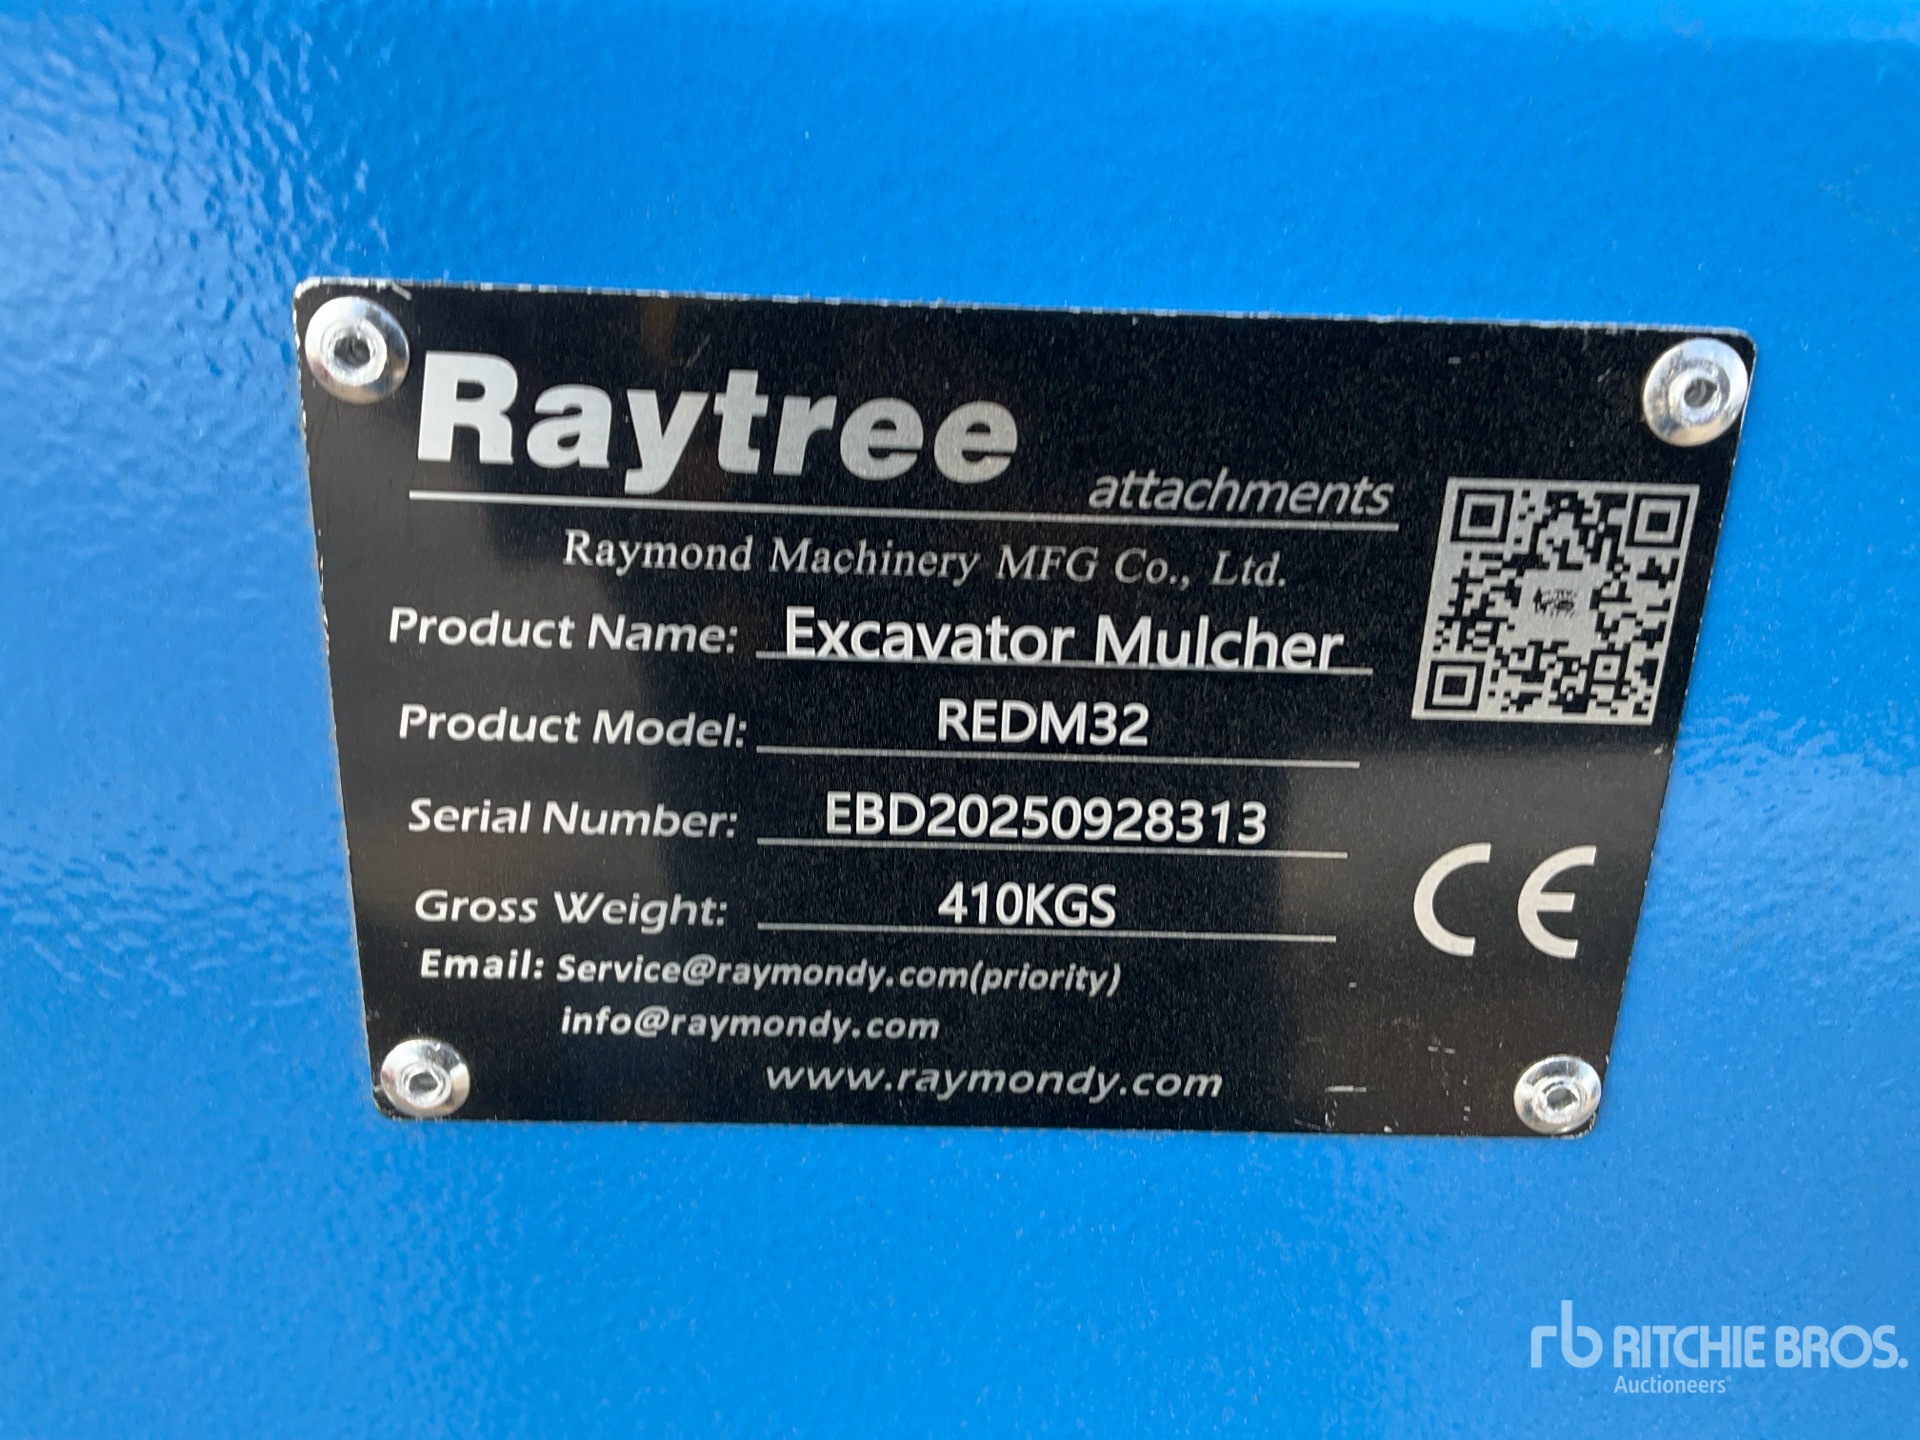 Raytree
attachments
Raymond Machinery MFG Co., Ltd.
Product Name: Excavator Mulcher
Product Model: REDM32
Serial Number: EBD20250928313
Gross Weight: 410KGS
Email: Service@raymondy.com(priority)
info@raymondy.com
www.raymondy.com
CE
rb RITCHIE BROS.
Auctioneers